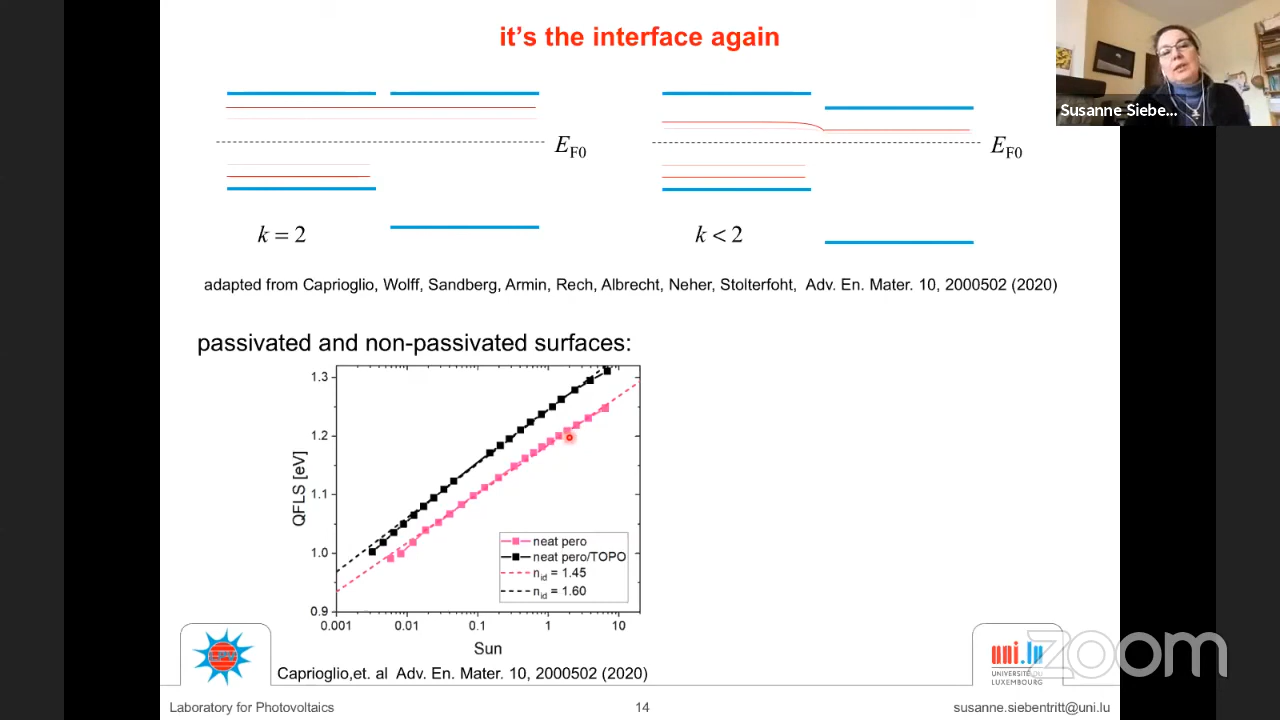 it's the interface again
Susanne Siebe...
E_F0
E_F0
k = 2
k < 2
adapted from Caprioglio, Wolff, Sandberg, Armin, Rech, Albrecht, Neher, Stolterfoht, Adv. En. Mater. 10, 2000502 (2020)
passivated and non-passivated surfaces:
1.3
1.2
1.1
1.0
0.9
QFLS [eV]
neat pero
neat pero/TOPO
n_id = 1.45
n_id = 1.60
0.001 0.01 0.1 1 10
Sun
Caprioglio,et. al Adv. En. Mater. 10, 2000502 (2020)
LPV
uni.lu
UNIVERSITÉ DU
LUXEMBOURG
zoom
Laboratory for Photovoltaics
14
susanne.siebentritt@uni.lu